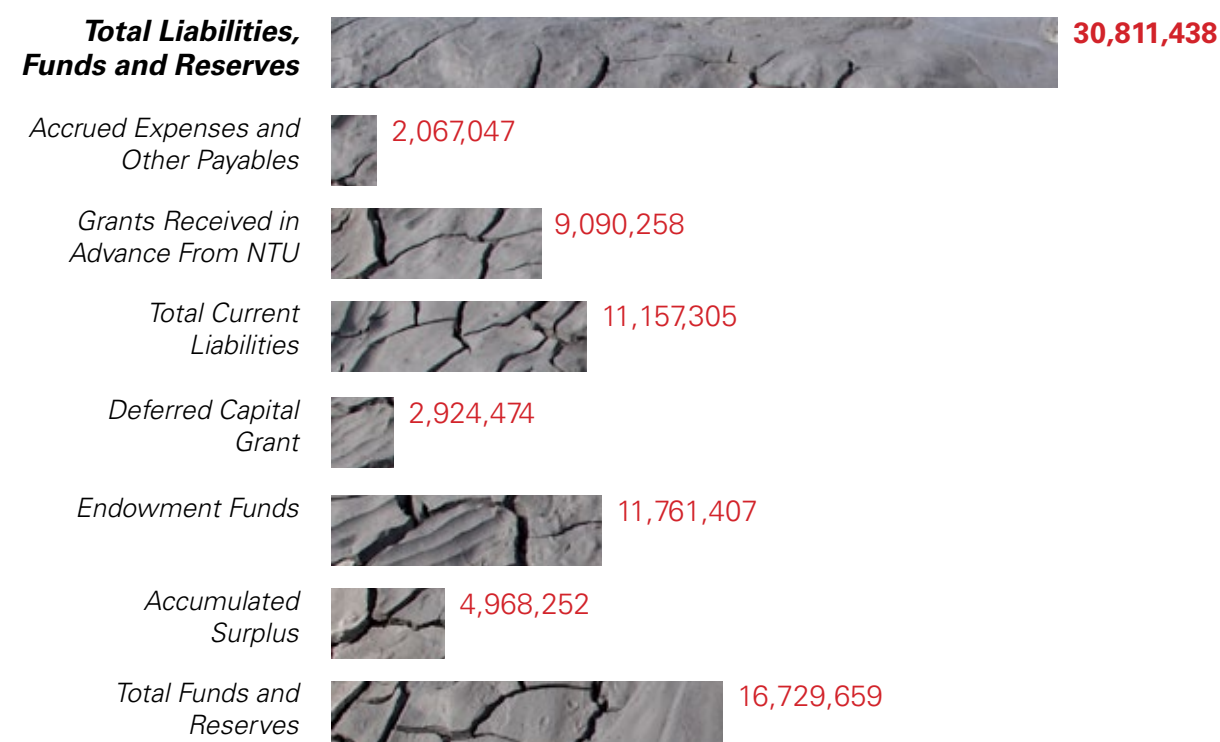 Total Liabilities,
Funds and Reserves
30,811,438
Accrued Expenses and
Other Payables
2,067,047
Grants Received in
Advance From NTU
9,090,258
Total Current
Liabilities
11,157,305
Deferred Capital
Grant
2,924,474
Endowment Funds
11,761,407
Accumulated
Surplus
4,968,252
Total Funds and
Reserves
16,729,659